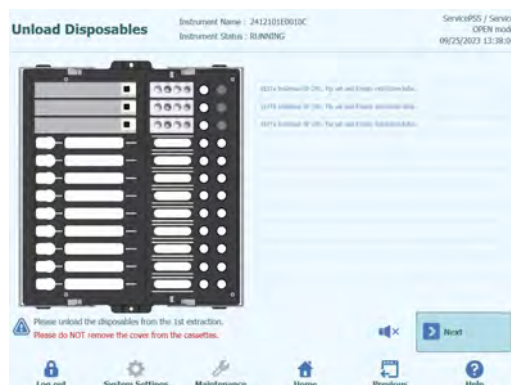 Unload Disposables
Instrument Name : 2412101E0010C
Instrument Status : RUNNING
ServicePSS / Servic
OPEN mod
09/25/2023 13:38:0
Please unload the disposables from the 1st extraction.
Please do NOT remove the cover from the cassettes.
Next
Log out
System Settings
Maintenance
Home
Previous
Help